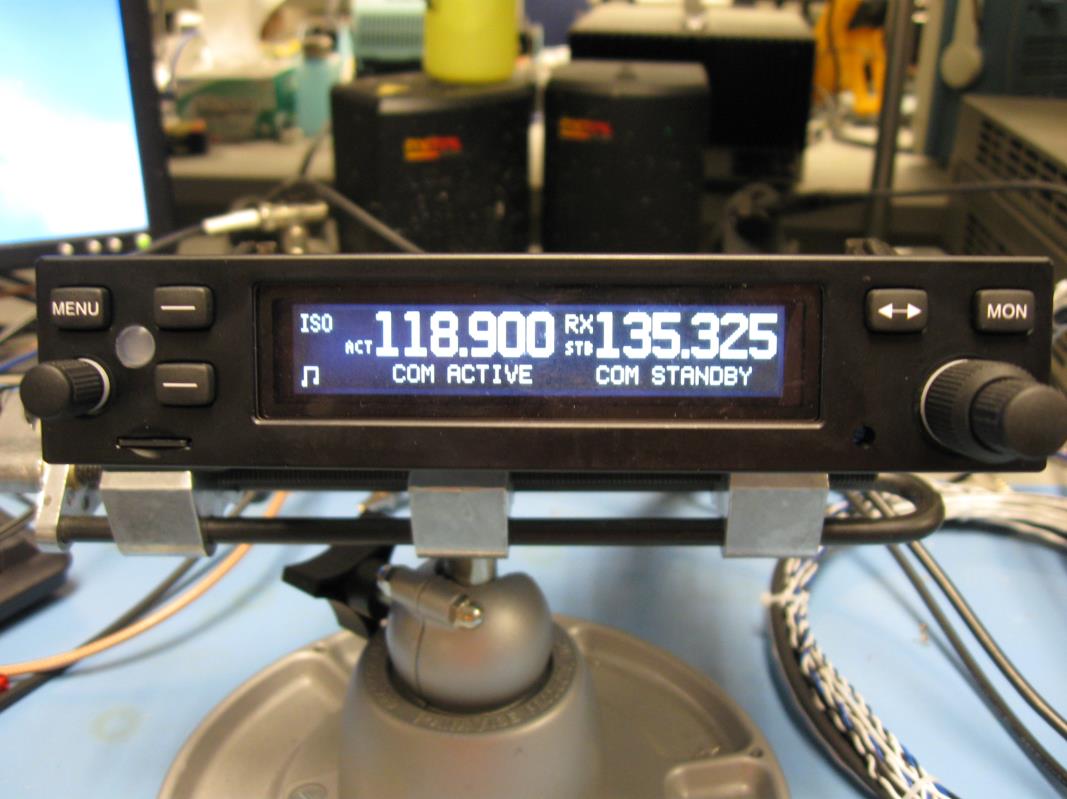 MENU
ISO
ACT 118.900
RX
STB 135.325
COM ACTIVE
COM STANDBY
MON